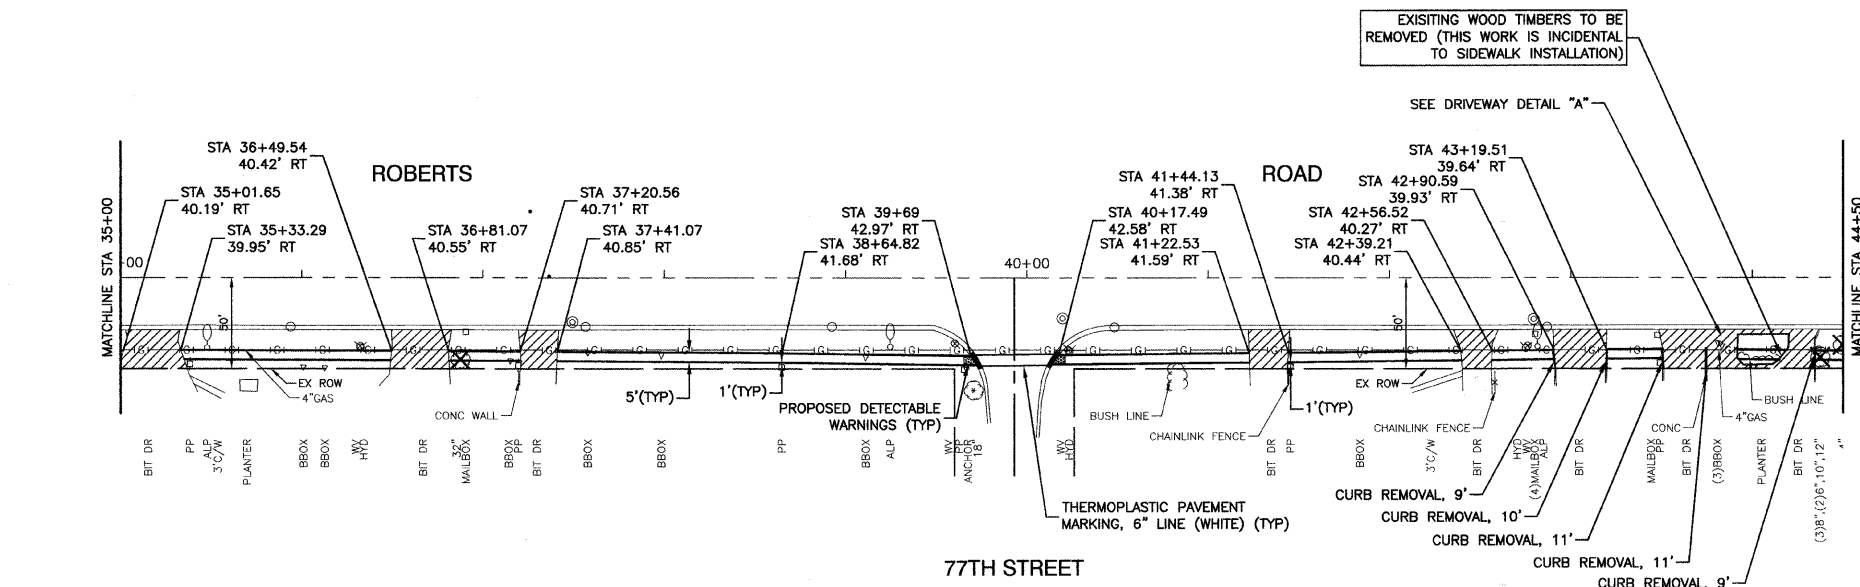 EXISITING WOOD TIMBERS TO BE
REMOVED (THIS WORK IS INCIDENTAL
TO SIDEWALK INSTALLATION)
SEE DRIVEWAY DETAIL "A"
MATCHLINE STA 35+00
ROBERTS
ROAD
MATCHLINE STA 44+50
STA 36+49.54
40.42' RT
STA 35+01.65
40.19' RT
STA 35+33.29
39.95' RT
STA 36+81.07
40.55' RT
STA 37+20.56
40.71' RT
STA 37+41.07
40.85' RT
STA 39+69
42.97' RT
STA 38+64.82
41.68' RT
STA 41+44.13
41.38' RT
STA 40+17.49
42.58' RT
STA 41+22.53
41.59' RT
STA 43+19.51
39.64' RT
STA 42+90.59
39.93' RT
STA 42+56.52
40.27' RT
STA 42+39.21
40.44' RT
00
40+00
50'
50'
G G G G G G G G G G
EX ROW
4"GAS
CONC WALL
5'(TYP)
1'(TYP)
PROPOSED DETECTABLE
WARNINGS (TYP)
BUSH LINE
CHAINLINK FENCE
1'(TYP)
EX ROW
CHAINLINK FENCE
CONC
4"GAS
BUSH LINE
BIT DR
PP
ALP
3'C/W
PLANTER
BBOX
BBOX
WV
HYD
BIT DR
32"
MAILBOX
BBOX
PP
BIT DR
BBOX
BBOX
PP
BBOX
ALP
WV
PP
ANCHOR
18"
WV
HYD
BIT DR
PP
BBOX
3'C/W
BIT DR
HYD
WV
(4)MAILBOX
ALP
BIT DR
MAILBOX
PP
BIT DR
(3)BBOX
PLANTER
BIT DR
(3)8",(2)6",10",12"
4"
THERMOPLASTIC PAVEMENT
MARKING, 6" LINE (WHITE) (TYP)
CURB REMOVAL, 9'
CURB REMOVAL, 10'
CURB REMOVAL, 11'
CURB REMOVAL, 11'
CURB REMOVAL, 9'
77TH STREET